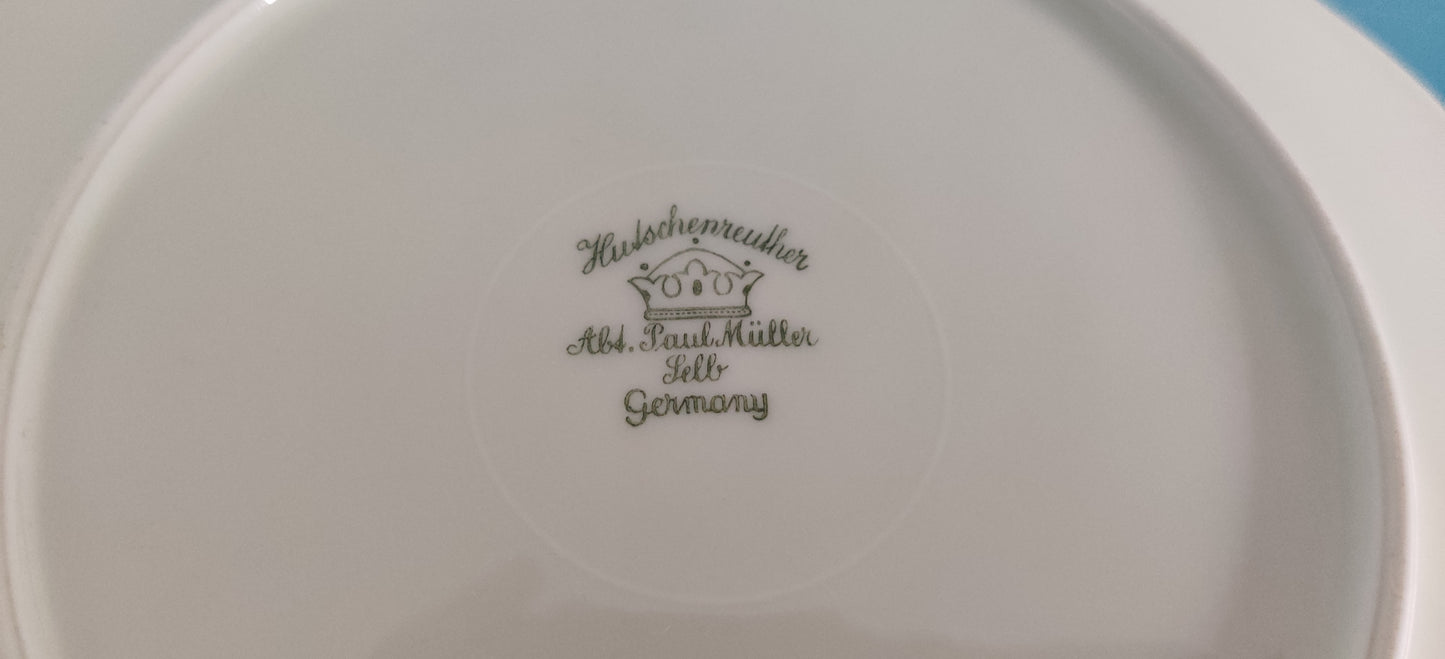 Hutschenreuther
Abt. Paul Müller
Selb
Germany